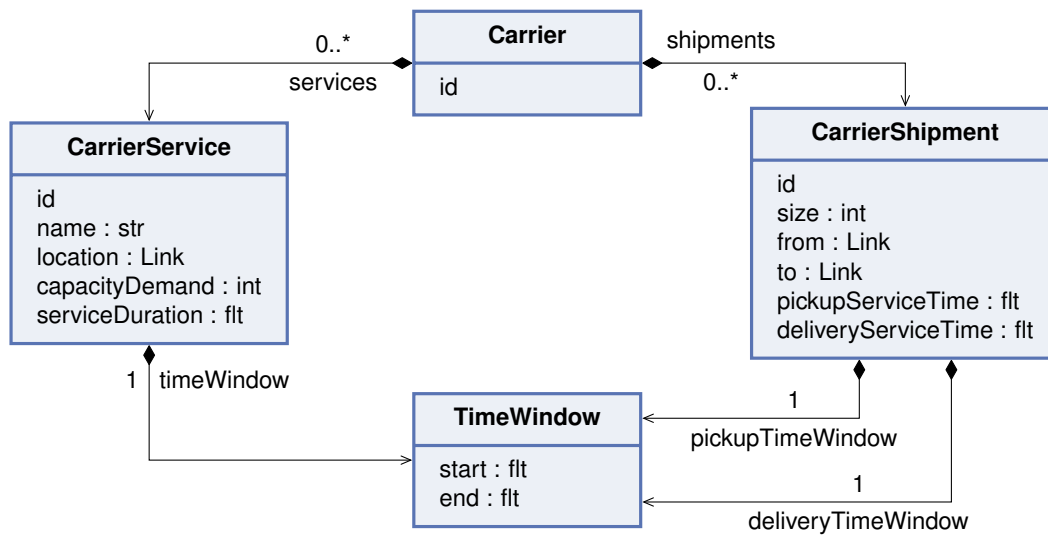 Carrier
id
0..*
services
shipments
0..*
CarrierService
id
name : str
location : Link
capacityDemand : int
serviceDuration : flt
CarrierShipment
id
size : int
from : Link
to : Link
pickupServiceTime : flt
deliveryServiceTime : flt
1 timeWindow
TimeWindow
start : flt
end : flt
1
pickupTimeWindow
1
deliveryTimeWindow